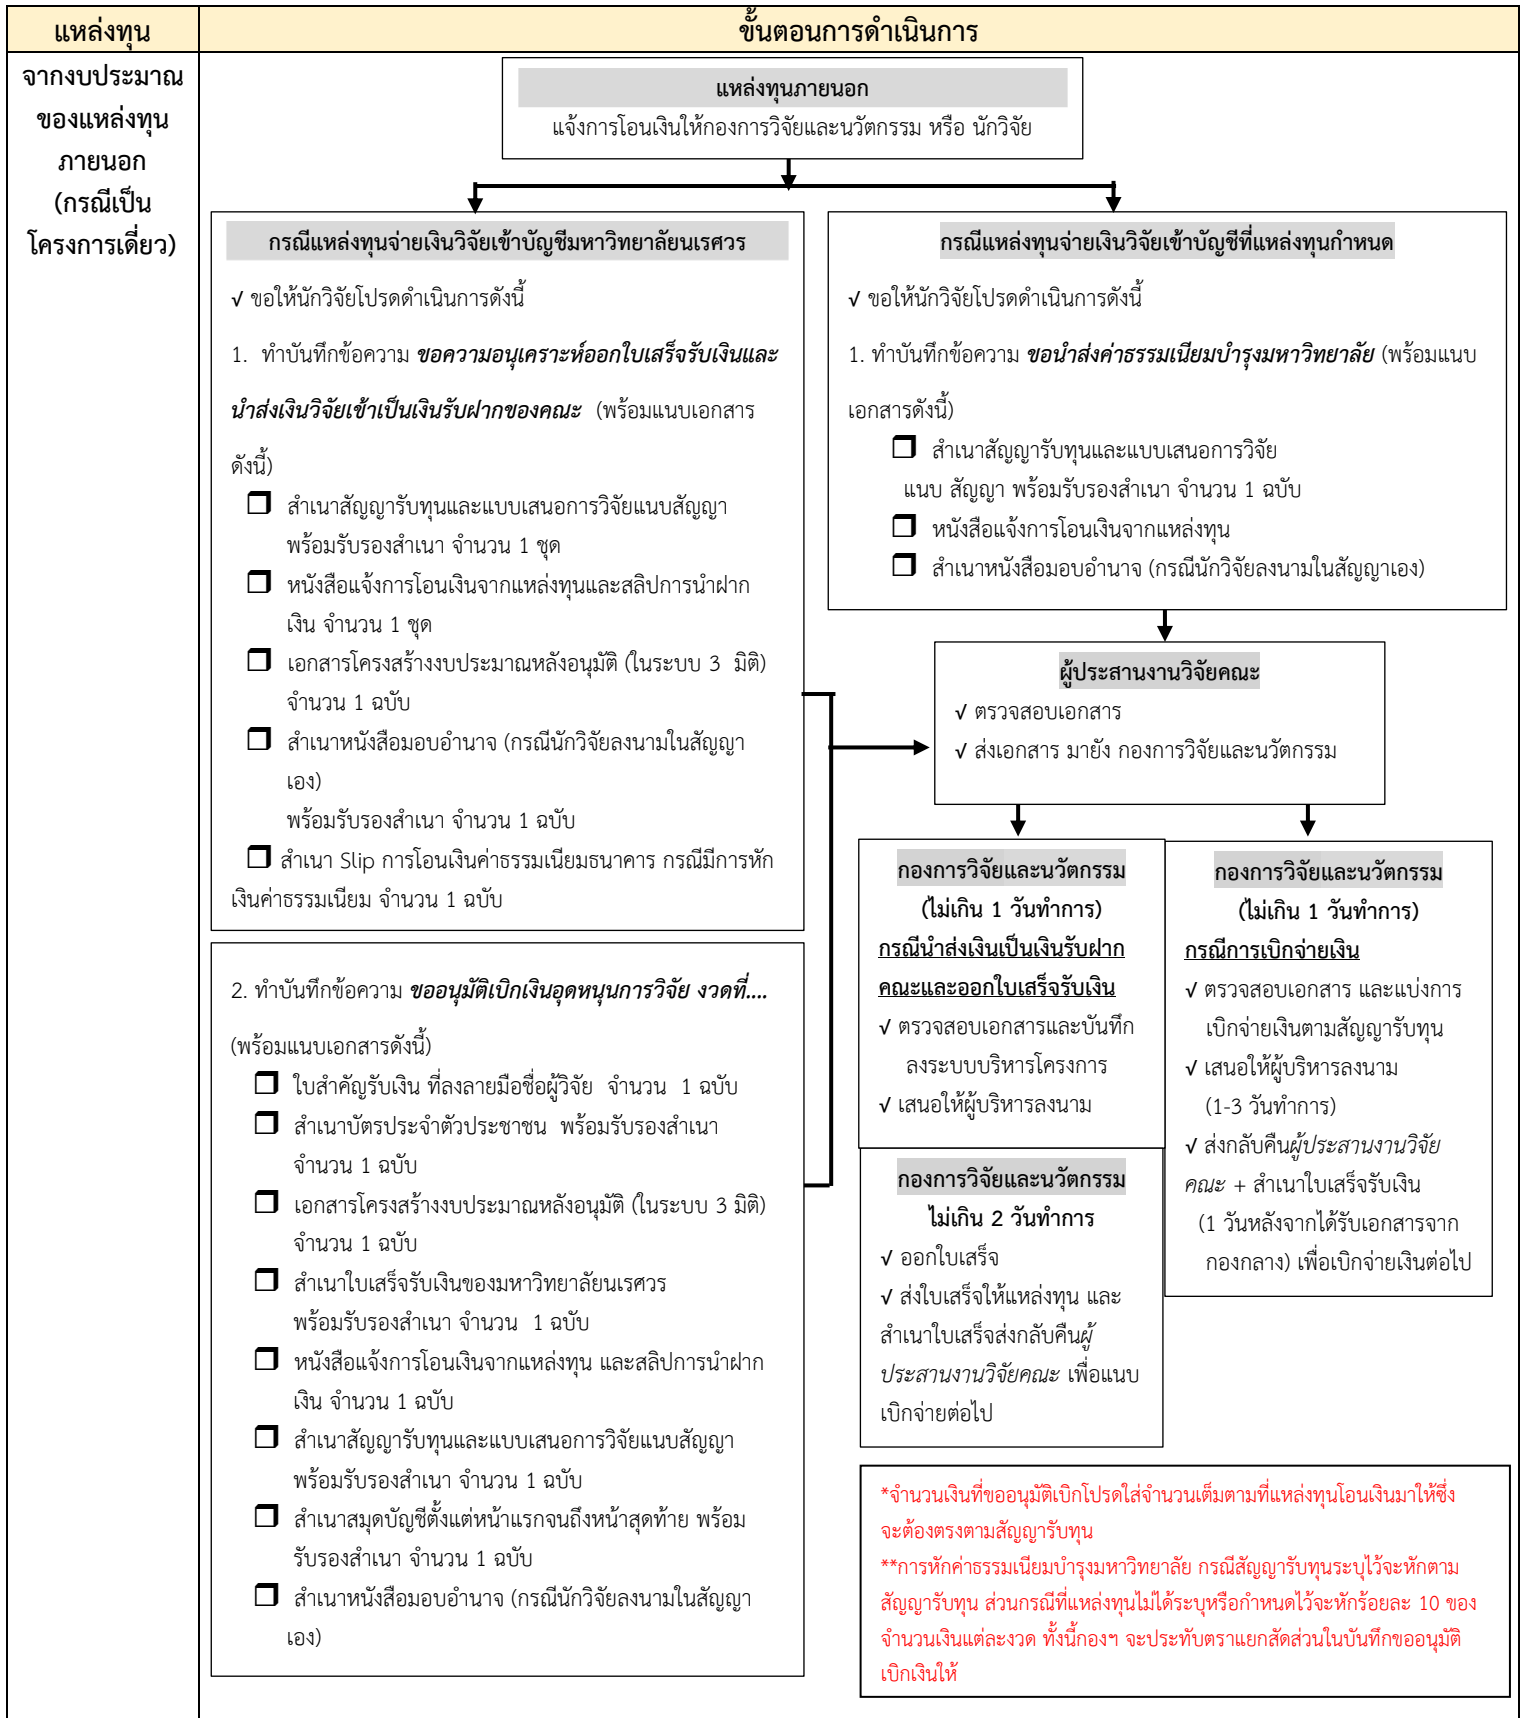 แหล่งทุน
ขั้นตอนการดำเนินการ
จากงบประมาณ
ของแหล่งทุน
ภายนอก
(กรณีเป็น
โครงการเดี่ยว)
แหล่งทุนภายนอก
แจ้งการโอนเงินให้กองการวิจัยและนวัตกรรม หรือ นักวิจัย
กรณีแหล่งทุนจ่ายเงินวิจัยเข้าบัญชีมหาวิทยาลัยนเรศวร
√ ขอให้นักวิจัยโปรดดำเนินการดังนี้
1. ทำบันทึกข้อความ ขอความอนุเคราะห์ออกใบเสร็จรับเงินและ
นำส่งเงินวิจัยเข้าเป็นเงินรับฝากของคณะ (พร้อมแนบเอกสาร
ดังนี้)
❐ สำเนาสัญญารับทุนและแบบเสนอการวิจัยแนบสัญญา
พร้อมรับรองสำเนา จำนวน 1 ชุด
❐ หนังสือแจ้งการโอนเงินจากแหล่งทุนและสลิปการนำฝาก
เงิน จำนวน 1 ชุด
❐ เอกสารโครงสร้างงบประมาณหลังอนุมัติ (ในระบบ 3 มิติ)
จำนวน 1 ฉบับ
❐ สำเนาหนังสือมอบอำนาจ (กรณีนักวิจัยลงนามในสัญญา
เอง)
พร้อมรับรองสำเนา จำนวน 1 ฉบับ
❐ สำเนา Slip การโอนเงินค่าธรรมเนียมธนาคาร กรณีมีการหัก
เงินค่าธรรมเนียม จำนวน 1 ฉบับ
2. ทำบันทึกข้อความ ขออนุมัติเบิกเงินอุดหนุนการวิจัย งวดที่....
(พร้อมแนบเอกสารดังนี้)
❐ ใบสำคัญรับเงิน ที่ลงลายมือชื่อผู้วิจัย จำนวน 1 ฉบับ
❐ สำเนาบัตรประจำตัวประชาชน พร้อมรับรองสำเนา
จำนวน 1 ฉบับ
❐ เอกสารโครงสร้างงบประมาณหลังอนุมัติ (ในระบบ 3 มิติ)
จำนวน 1 ฉบับ
❐ สำเนาใบเสร็จรับเงินของมหาวิทยาลัยนเรศวร
พร้อมรับรองสำเนา จำนวน 1 ฉบับ
❐ หนังสือแจ้งการโอนเงินจากแหล่งทุน และสลิปการนำฝาก
เงิน จำนวน 1 ฉบับ
❐ สำเนาสัญญารับทุนและแบบเสนอการวิจัยแนบสัญญา
พร้อมรับรองสำเนา จำนวน 1 ฉบับ
❐ สำเนาสมุดบัญชีตั้งแต่หน้าแรกจนถึงหน้าสุดท้าย พร้อม
รับรองสำเนา จำนวน 1 ฉบับ
❐ สำเนาหนังสือมอบอำนาจ (กรณีนักวิจัยลงนามในสัญญา
เอง)
กรณีแหล่งทุนจ่ายเงินวิจัยเข้าบัญชีที่แหล่งทุนกำหนด
√ ขอให้นักวิจัยโปรดดำเนินการดังนี้
1. ทำบันทึกข้อความ ขอนำส่งค่าธรรมเนียมบำรุงมหาวิทยาลัย (พร้อมแนบ
เอกสารดังนี้)
❐ สำเนาสัญญารับทุนและแบบเสนอการวิจัย
แนบ สัญญา พร้อมรับรองสำเนา จำนวน 1 ฉบับ
❐ หนังสือแจ้งการโอนเงินจากแหล่งทุน
❐ สำเนาหนังสือมอบอำนาจ (กรณีนักวิจัยลงนามในสัญญาเอง)
ผู้ประสานงานวิจัยคณะ
√ ตรวจสอบเอกสาร
√ ส่งเอกสาร มายัง กองการวิจัยและนวัตกรรม
กองการวิจัยและนวัตกรรม
(ไม่เกิน 1 วันทำการ)
กรณีนำส่งเงินเป็นเงินรับฝาก
คณะและออกใบเสร็จรับเงิน
√ ตรวจสอบเอกสารและบันทึก
ลงระบบบริหารโครงการ
√ เสนอให้ผู้บริหารลงนาม
กองการวิจัยและนวัตกรรม
ไม่เกิน 2 วันทำการ
√ ออกใบเสร็จ
√ ส่งใบเสร็จให้แหล่งทุน และ
สำเนาใบเสร็จส่งกลับคืนผู้
ประสานงานวิจัยคณะ เพื่อแนบ
เบิกจ่ายต่อไป
กองการวิจัยและนวัตกรรม
(ไม่เกิน 1 วันทำการ)
กรณีการเบิกจ่ายเงิน
√ ตรวจสอบเอกสาร และแบ่งการ
เบิกจ่ายเงินตามสัญญารับทุน
√ เสนอให้ผู้บริหารลงนาม
(1-3 วันทำการ)
√ ส่งกลับคืนผู้ประสานงานวิจัย
คณะ + สำเนาใบเสร็จรับเงิน
(1 วันหลังจากได้รับเอกสารจาก
กองกลาง) เพื่อเบิกจ่ายเงินต่อไป
*จำนวนเงินที่ขออนุมัติเบิกโปรดใส่จำนวนเต็มตามที่แหล่งทุนโอนเงินมาให้ซึ่ง
จะต้องตรงตามสัญญารับทุน
**การหักค่าธรรมเนียมบำรุงมหาวิทยาลัย กรณีสัญญารับทุนระบุไว้จะหักตาม
สัญญารับทุน ส่วนกรณีที่แหล่งทุนไม่ได้ระบุหรือกำหนดไว้จะหักร้อยละ 10 ของ
จำนวนเงินแต่ละงวด ทั้งนี้กองฯ จะประทับตราแยกสัดส่วนในบันทึกขออนุมัติ
เบิกเงินให้